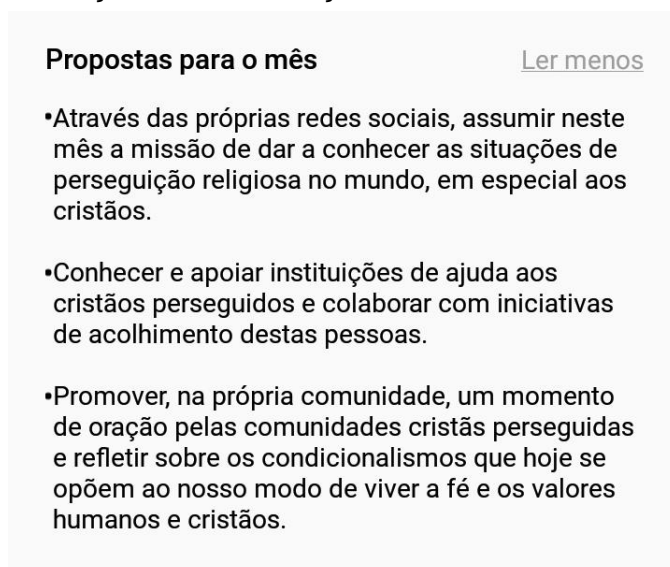 Propostas para o mês
Ler menos
•Através das próprias redes sociais, assumir neste
mês a missão de dar a conhecer as situações de
perseguição religiosa no mundo, em especial aos
cristãos.
•Conhecer e apoiar instituições de ajuda aos
cristãos perseguidos e colaborar com iniciativas
de acolhimento destas pessoas.
•Promover, na própria comunidade, um momento
de oração pelas comunidades cristãs perseguidas
e refletir sobre os condicionalismos que hoje se
opõem ao nosso modo de viver a fé e os valores
humanos e cristãos.